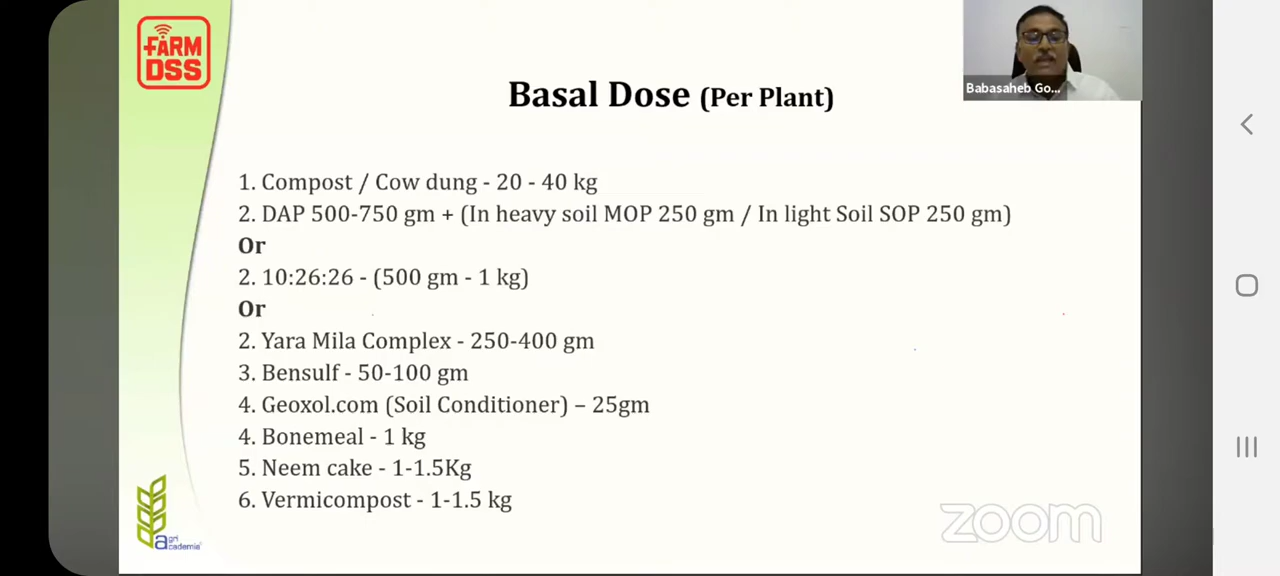 FARM
DSS
Babasaheb Go...
Basal Dose (Per Plant)
1. Compost / Cow dung - 20 - 40 kg
2. DAP 500-750 gm + (In heavy soil MOP 250 gm / In light Soil SOP 250 gm)
Or
2. 10:26:26 - (500 gm - 1 kg)
Or
2. Yara Mila Complex - 250-400 gm
3. Bensulf - 50-100 gm
4. Geoxol.com (Soil Conditioner) – 25gm
4. Bonemeal - 1 kg
5. Neem cake - 1-1.5Kg
6. Vermicompost - 1-1.5 kg
agri
academia
zoom